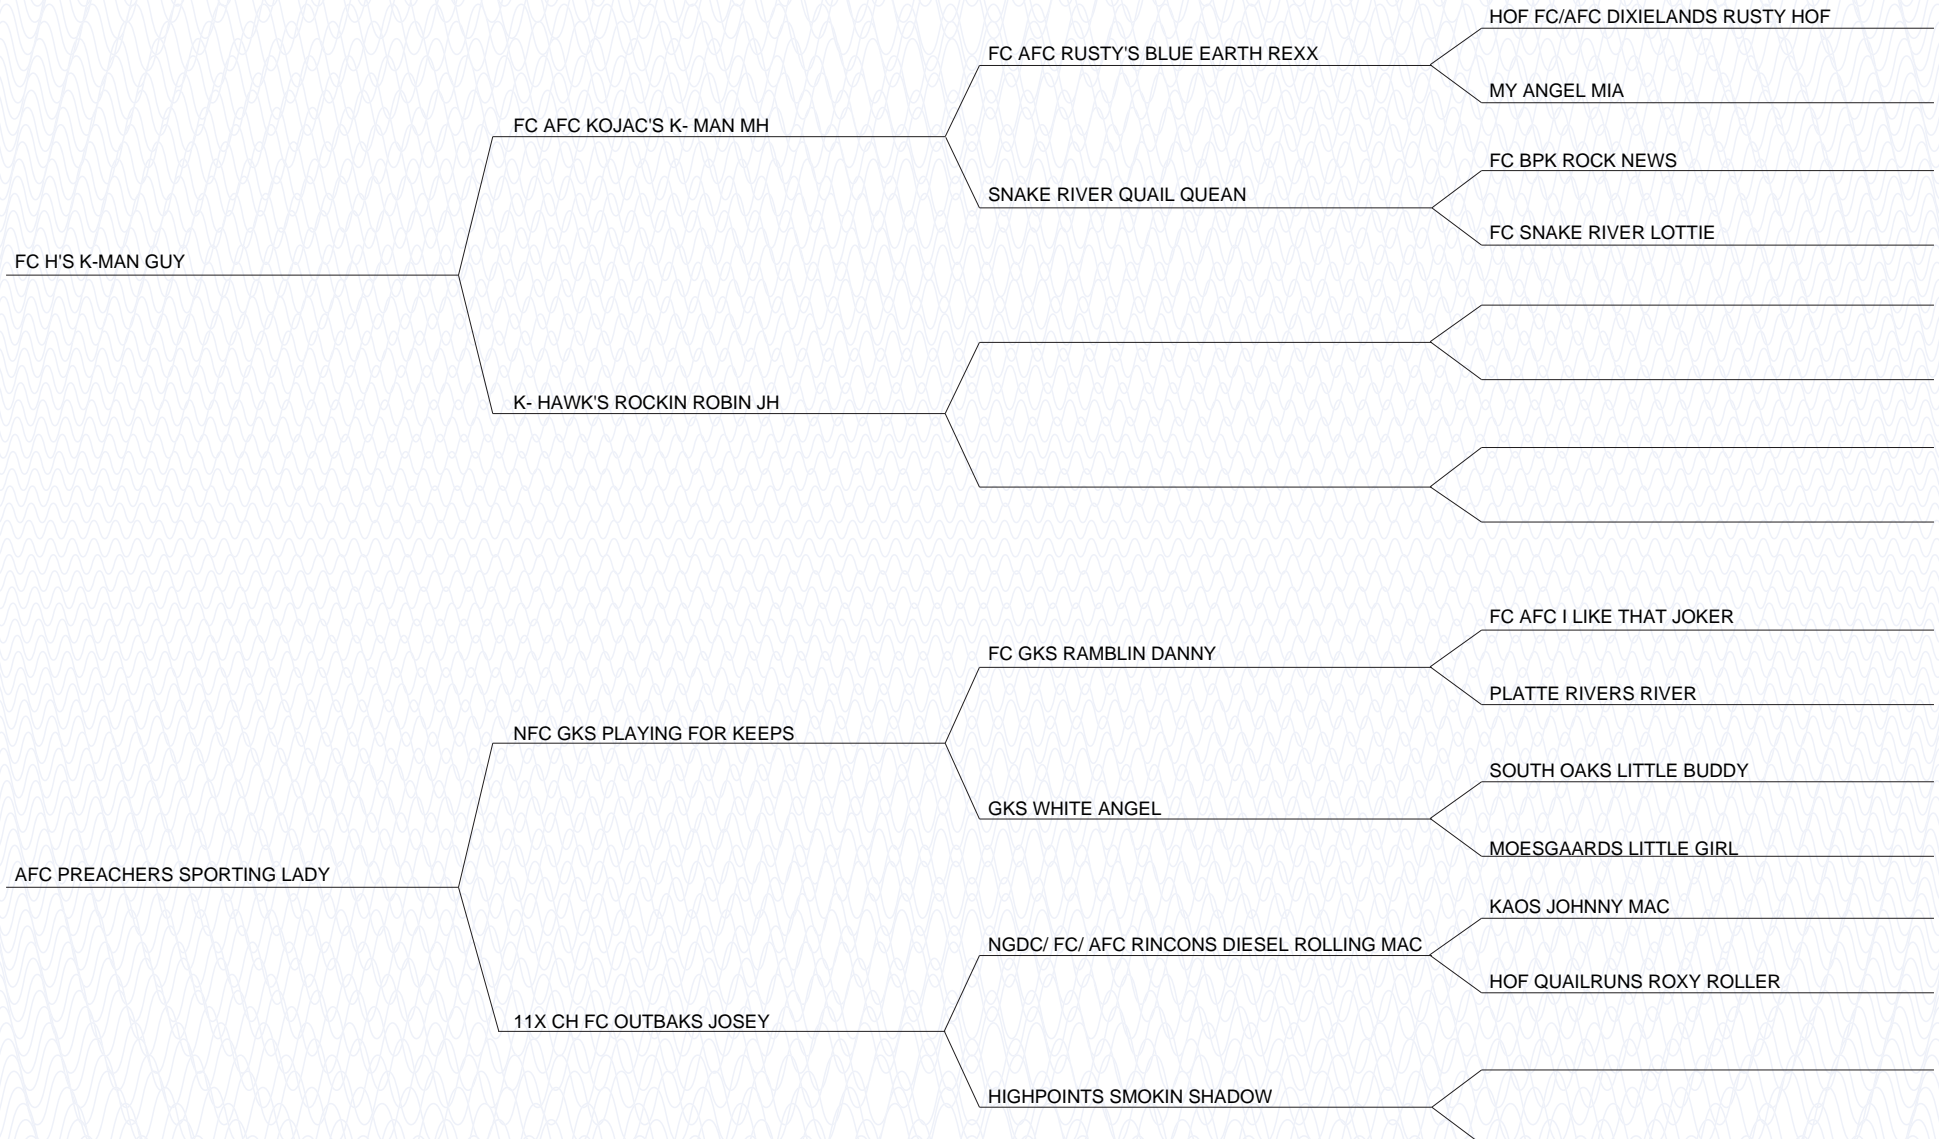 HOF FC/AFC DIXIELANDS RUSTY HOF
FC AFC RUSTY'S BLUE EARTH REXX
MY ANGEL MIA
FC AFC KOJAC'S K- MAN MH
FC BPK ROCK NEWS
SNAKE RIVER QUAIL QUEAN
FC SNAKE RIVER LOTTIE
FC H'S K-MAN GUY
K- HAWK'S ROCKIN ROBIN JH
FC AFC I LIKE THAT JOKER
FC GKS RAMBLIN DANNY
PLATTE RIVERS RIVER
NFC GKS PLAYING FOR KEEPS
SOUTH OAKS LITTLE BUDDY
GKS WHITE ANGEL
MOESGAARDS LITTLE GIRL
AFC PREACHERS SPORTING LADY
KAOS JOHNNY MAC
NGDC/ FC/ AFC RINCONS DIESEL ROLLING MAC
HOF QUAILRUNS ROXY ROLLER
11X CH FC OUTBAKS JOSEY
HIGHPOINTS SMOKIN SHADOW